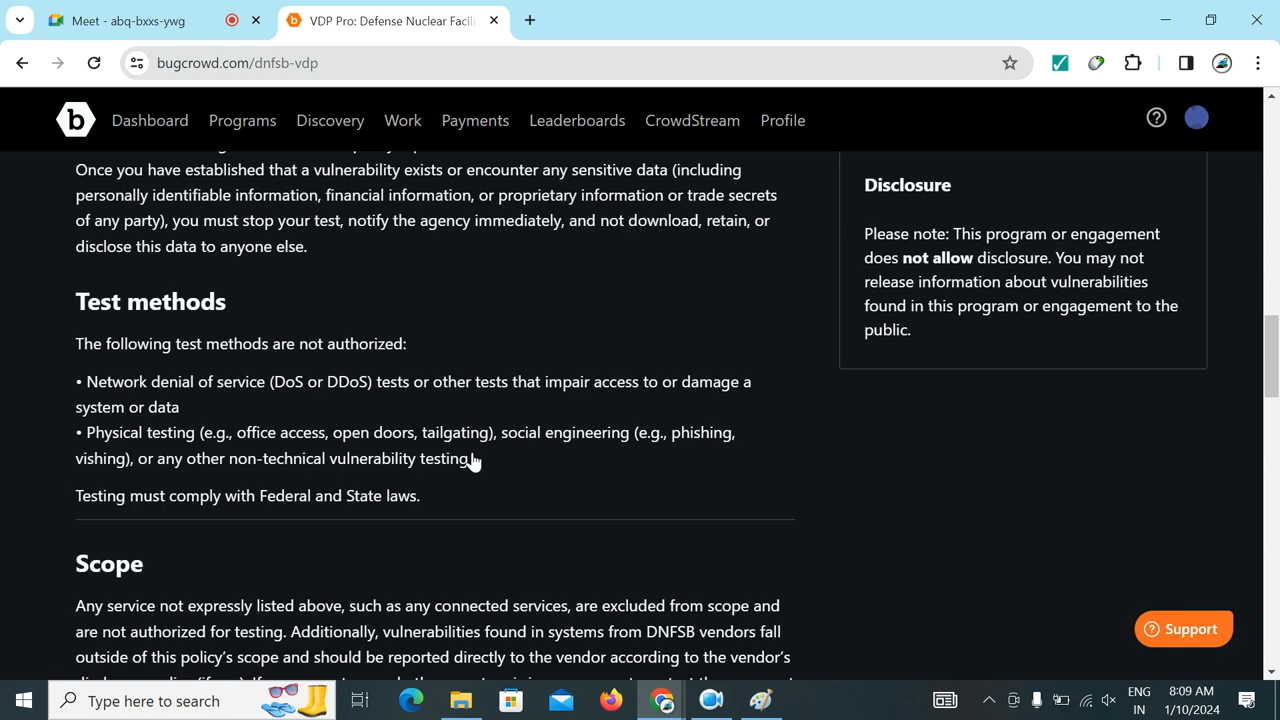 Meet - abq-bxxs-ywg
VDP Pro: Defense Nuclear Facili
bugcrowd.com/dnfsb-vdp
b Dashboard Programs Discovery Work Payments Leaderboards CrowdStream Profile
Once you have established that a vulnerability exists or encounter any sensitive data (including
personally identifiable information, financial information, or proprietary information or trade secrets
of any party), you must stop your test, notify the agency immediately, and not download, retain, or
disclose this data to anyone else.
Test methods
The following test methods are not authorized:
• Network denial of service (DoS or DDoS) tests or other tests that impair access to or damage a
system or data
• Physical testing (e.g., office access, open doors, tailgating), social engineering (e.g., phishing,
vishing), or any other non-technical vulnerability testing
Testing must comply with Federal and State laws.
Scope
Any service not expressly listed above, such as any connected services, are excluded from scope and
are not authorized for testing. Additionally, vulnerabilities found in systems from DNFSB vendors fall
outside of this policy's scope and should be reported directly to the vendor according to the vendor's
Disclosure
Please note: This program or engagement
does not allow disclosure. You may not
release information about vulnerabilities
found in this program or engagement to the
public.
Support
Type here to search
ENG
IN
8:09 AM
1/10/2024